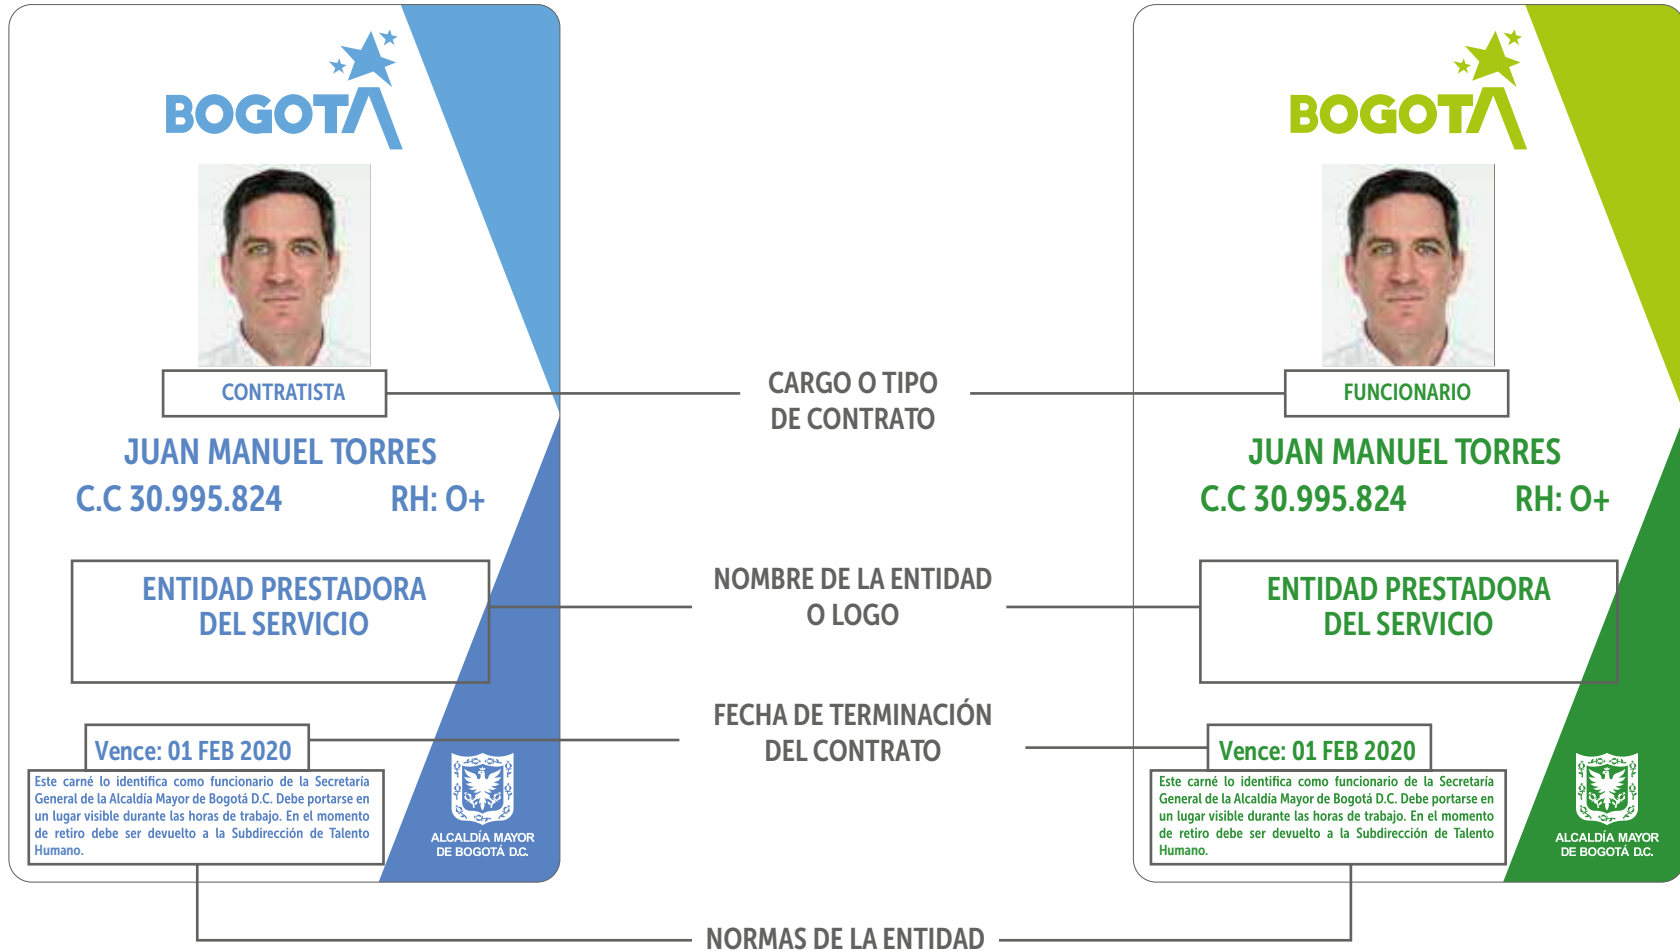 BOGOTÁ
CONTRATISTA
JUAN MANUEL TORRES
C.C 30.995.824 RH: O+
ENTIDAD PRESTADORA
DEL SERVICIO
Vence: 01 FEB 2020
Este carné lo identifica como funcionario de la Secretaría
General de la Alcaldía Mayor de Bogotá D.C. Debe portarse en
un lugar visible durante las horas de trabajo. En el momento
de retiro debe ser devuelto a la Subdirección de Talento
Humano.
ALCALDÍA MAYOR
DE BOGOTÁ D.C.
CARGO O TIPO
DE CONTRATO
NOMBRE DE LA ENTIDAD
O LOGO
FECHA DE TERMINACIÓN
DEL CONTRATO
NORMAS DE LA ENTIDAD
BOGOTÁ
FUNCIONARIO
JUAN MANUEL TORRES
C.C 30.995.824 RH: O+
ENTIDAD PRESTADORA
DEL SERVICIO
Vence: 01 FEB 2020
Este carné lo identifica como funcionario de la Secretaría
General de la Alcaldía Mayor de Bogotá D.C. Debe portarse en
un lugar visible durante las horas de trabajo. En el momento
de retiro debe ser devuelto a la Subdirección de Talento
Humano.
ALCALDÍA MAYOR
DE BOGOTÁ D.C.